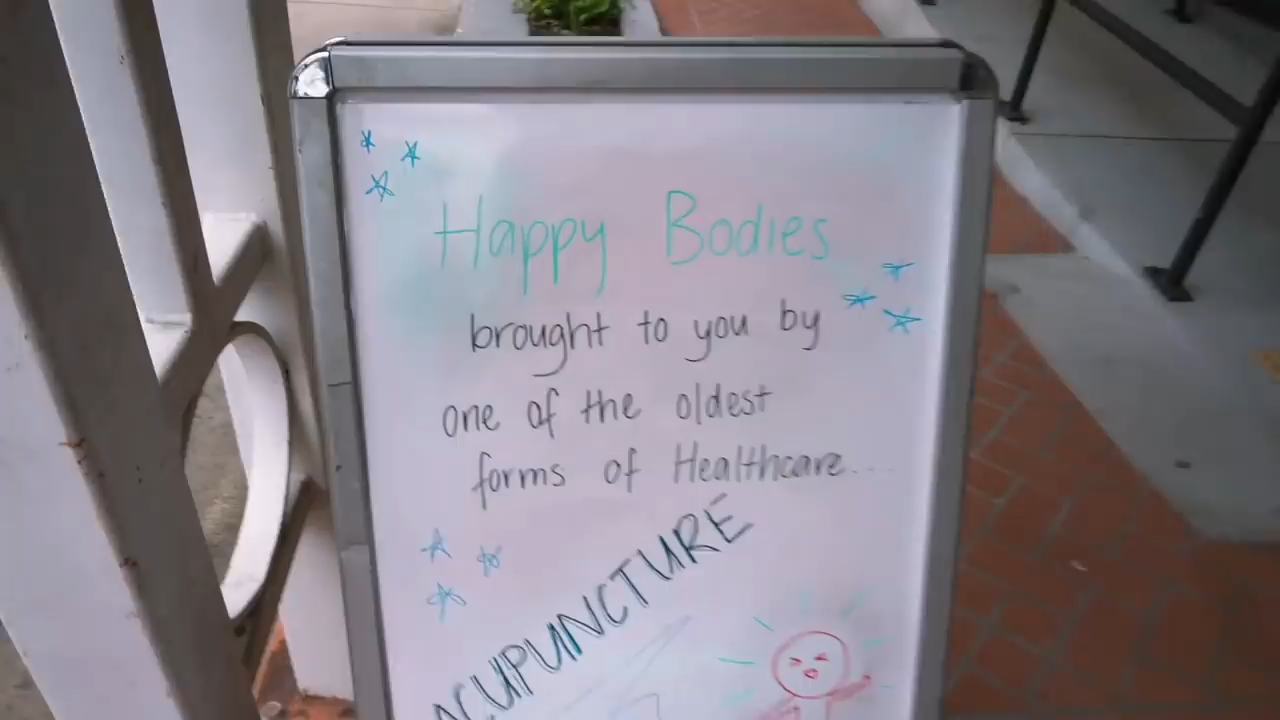 Happy Bodies
brought to you by
one of the oldest
forms of Healthcare....
ACUPUNCTURE